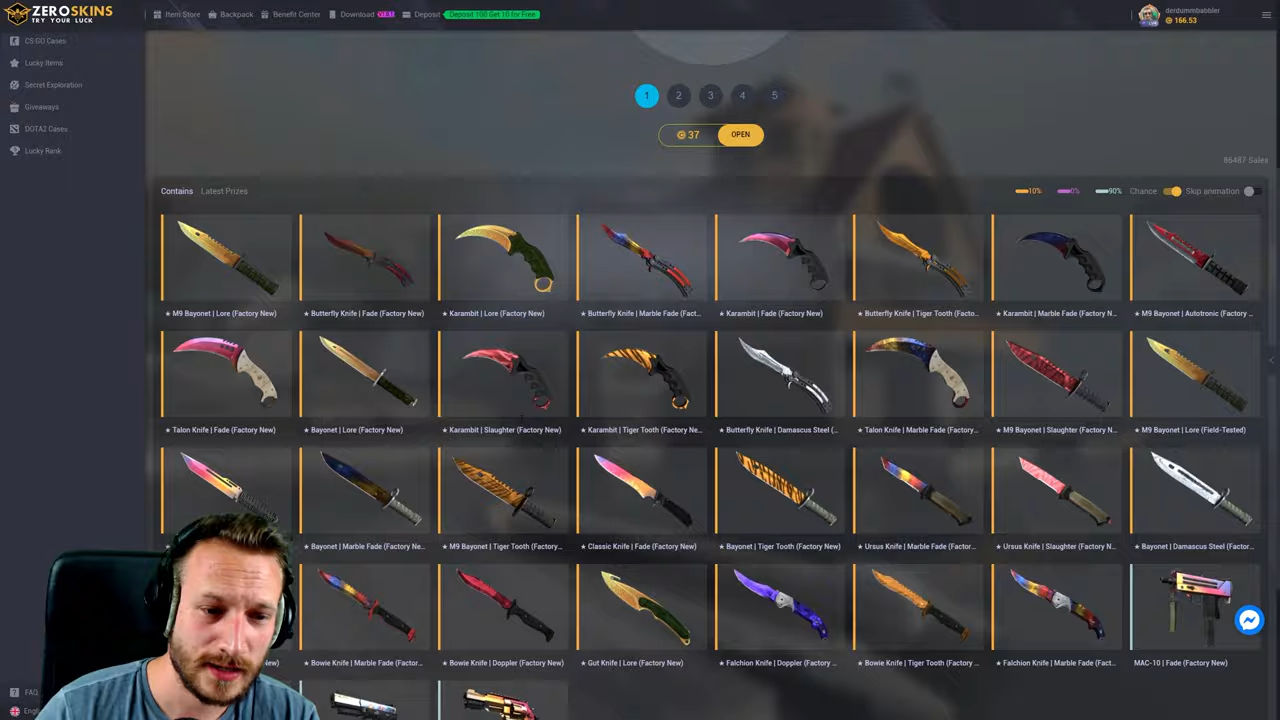 ZEROSKINS
TRY YOUR LUCK
Item Store
Backpack
Benefit Center
Download
Deposit
Deposit 100 Get 10 for Free
derdummbabbler
166.53
CS:GO Cases
Lucky Items
Secret Exploration
Giveaways
DOTA2 Cases
Lucky Rank
1 2 3 4 5
37 OPEN
86487 Sales
Contains Latest Prizes
10% 0% 90% Chance Skip animation
★ M9 Bayonet | Lore (Factory New)
★ Butterfly Knife | Fade (Factory New)
★ Karambit | Lore (Factory New)
★ Butterfly Knife | Marble Fade (Fact...
★ Karambit | Fade (Factory New)
★ Butterfly Knife | Tiger Tooth (Facto...
★ Karambit | Marble Fade (Factory N...
★ M9 Bayonet | Autotronic (Factory ...
★ Talon Knife | Fade (Factory New)
★ Bayonet | Lore (Factory New)
★ Karambit | Slaughter (Factory New)
★ Karambit | Tiger Tooth (Factory Ne...
★ Butterfly Knife | Damascus Steel (...
★ Talon Knife | Marble Fade (Factory...
★ M9 Bayonet | Slaughter (Factory N...
★ M9 Bayonet | Lore (Field-Tested)
★ Bayonet | Marble Fade (Factory Ne...
★ M9 Bayonet | Tiger Tooth (Factory...
★ Classic Knife | Fade (Factory New)
★ Bayonet | Tiger Tooth (Factory New)
★ Ursus Knife | Marble Fade (Factor...
★ Ursus Knife | Slaughter (Factory N...
★ Bayonet | Damascus Steel (Factor...
★ Bowie Knife | Marble Fade (Factor...
★ Bowie Knife | Doppler (Factory New)
★ Gut Knife | Lore (Factory New)
★ Falchion Knife | Doppler (Factory ...
★ Bowie Knife | Tiger Tooth (Factory ...
★ Falchion Knife | Marble Fade (Fact...
MAC-10 | Fade (Factory New)
FAQ